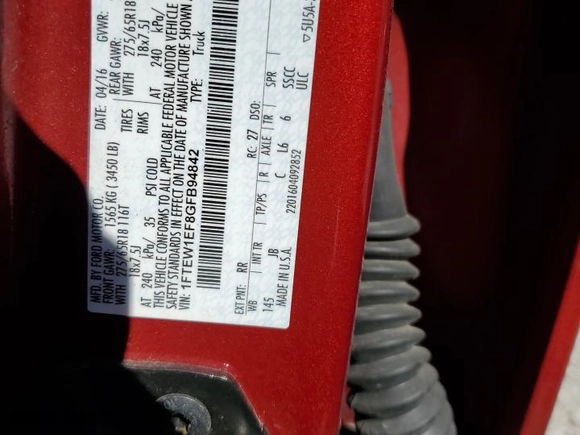 MFD. BY FORD MOTOR CO.
DATE: 04/16 GVWR:
FRONT GAWR: 1565 KG ( 3450 LB) REAR GAWR:
WITH 275/65R18 116T TIRES WITH 275/65R18
18x7.5J RIMS 18x7.5J
AT 240 kPa/ 35 PSI COLD AT 240 kPa/
THIS VEHICLE CONFORMS TO ALL APPLICABLE FEDERAL MOTOR VEHICLE
SAFETY STANDARDS IN EFFECT ON THE DATE OF MANUFACTURE SHOWN
VIN: 1FTEW1EF8GFB94842
TYPE: Truck
EXT PNT: RR RC: 27 DSO:
WB INT TR TP/PS R AXLE TR SPR
145 JB C L6 6 SSCC
MADE IN U.S.A. 2201604092852 ULC
▽ 5U5A-